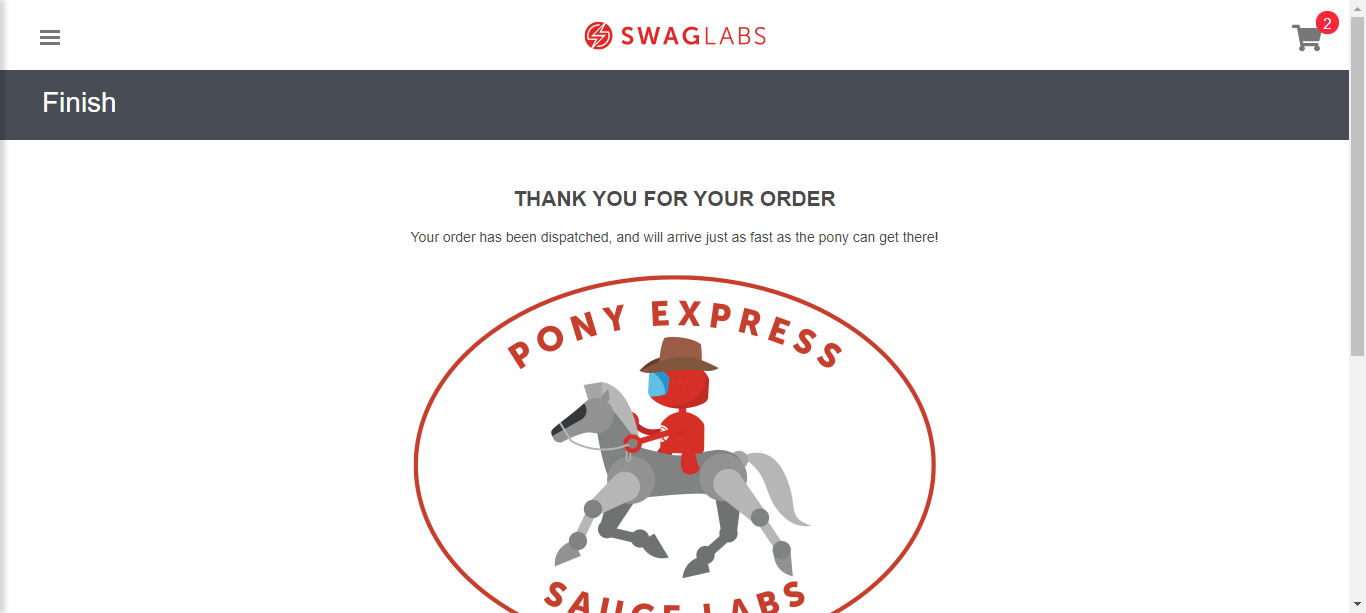 SWAGLABS
2
Finish
THANK YOU FOR YOUR ORDER
Your order has been dispatched, and will arrive just as fast as the pony can get there!
PONY EXPRESS
SAUCE LABS